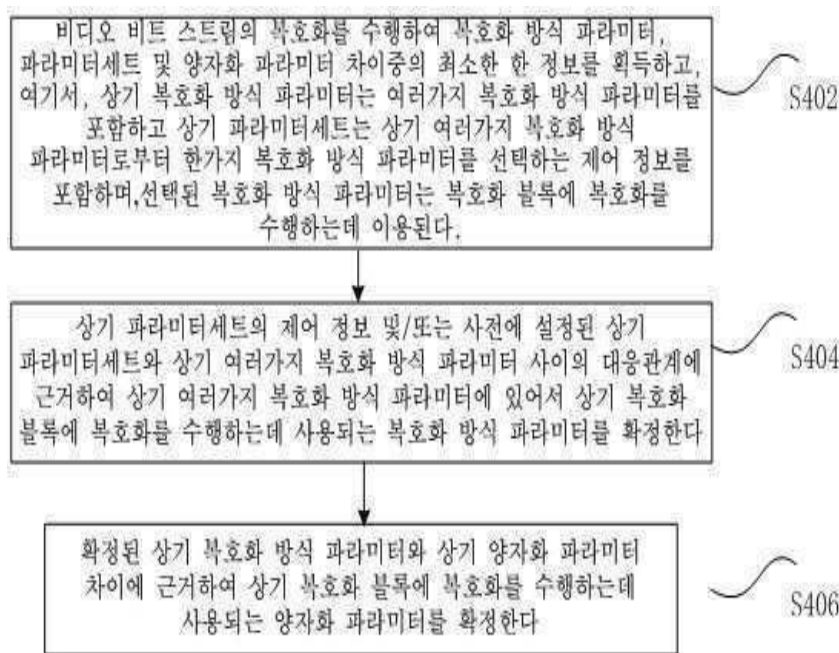 비디오 비트 스트림의 복호화를 수행하여 복호화 방식 파라미터,
파라미터세트 및 양자화 파라미터 차이중의 최소한 한 정보를 획득하고,
여기서, 상기 복호화 방식 파라미터는 여러가지 복호화 방식 파라미터를
포함하고 상기 파라미터세트는 상기 여러가지 복호화 방식
파라미터로부터 한가지 복호화 방식 파라미터를 선택하는 제어 정보를
포함하며,선택된 복호화 방식 파라미터는 복호화 블록에 복호화를
수행하는데 이용된다.
S402
상기 파라미터세트의 제어 정보 및/또는 사전에 설정된 상기
파라미터세트와 상기 여러가지 복호화 방식 파라미터 사이의 대응관계에
근거하여 상기 여러가지 복호화 방식 파라미터에 있어서 상기 복호화
블록에 복호화를 수행하는데 사용되는 복호화 방식 파라미터를 확정한다
S404
확정된 상기 복호화 방식 파라미터와 상기 양자화 파라미터
차이에 근거하여 상기 복호화 블록에 복호화를 수행하는데
사용되는 양자화 파라미터를 확정한다
S406